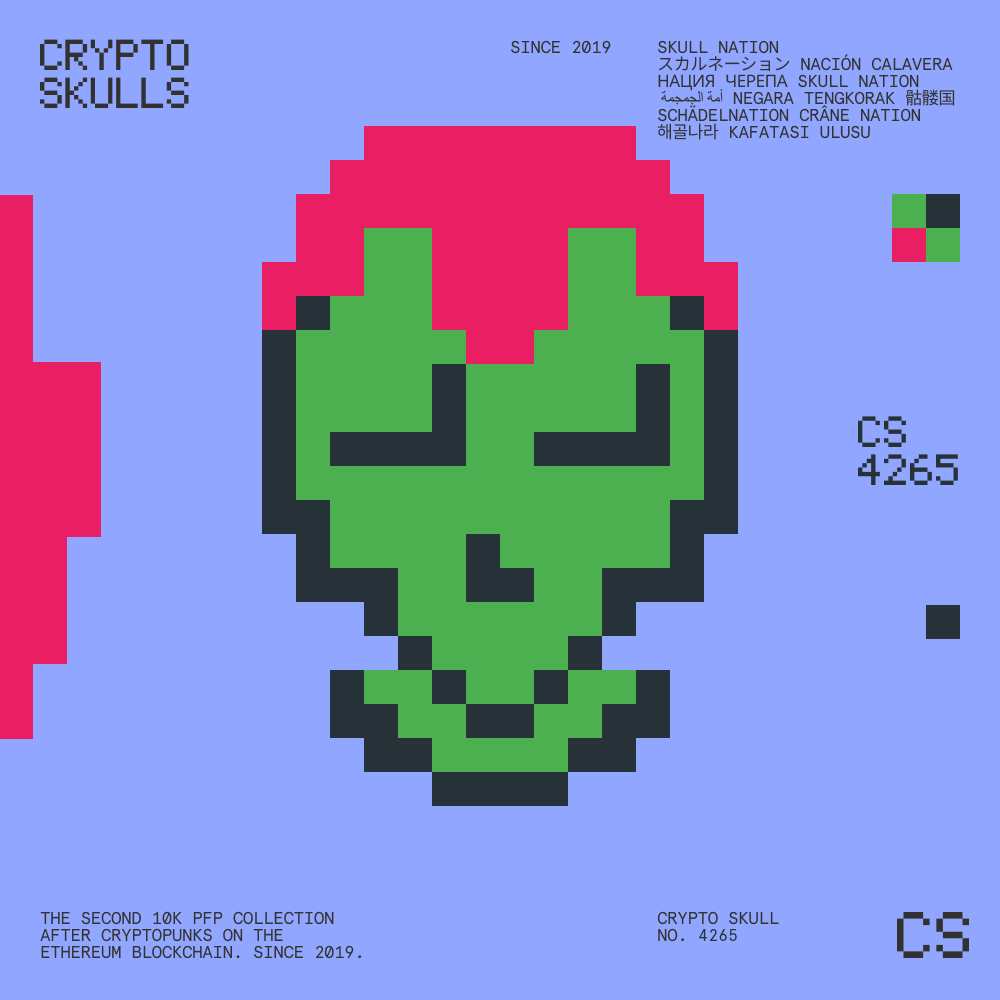 CRYPTO
SKULLS
SINCE 2019
SKULL NATION
スカルネーション NACIÓN CALAVERA
НАЦИЯ ЧЕРЕПА SKULL NATION
أمة الجمجمة NEGARA TENGKORAK 骷髅国
SCHÄDELNATION CRÂNE NATION
해골나라 KAFATASI ULUSU
CS
4265
THE SECOND 10K PFP COLLECTION
AFTER CRYPTOPUNKS ON THE
ETHEREUM BLOCKCHAIN. SINCE 2019.
CRYPTO SKULL
NO. 4265
CS